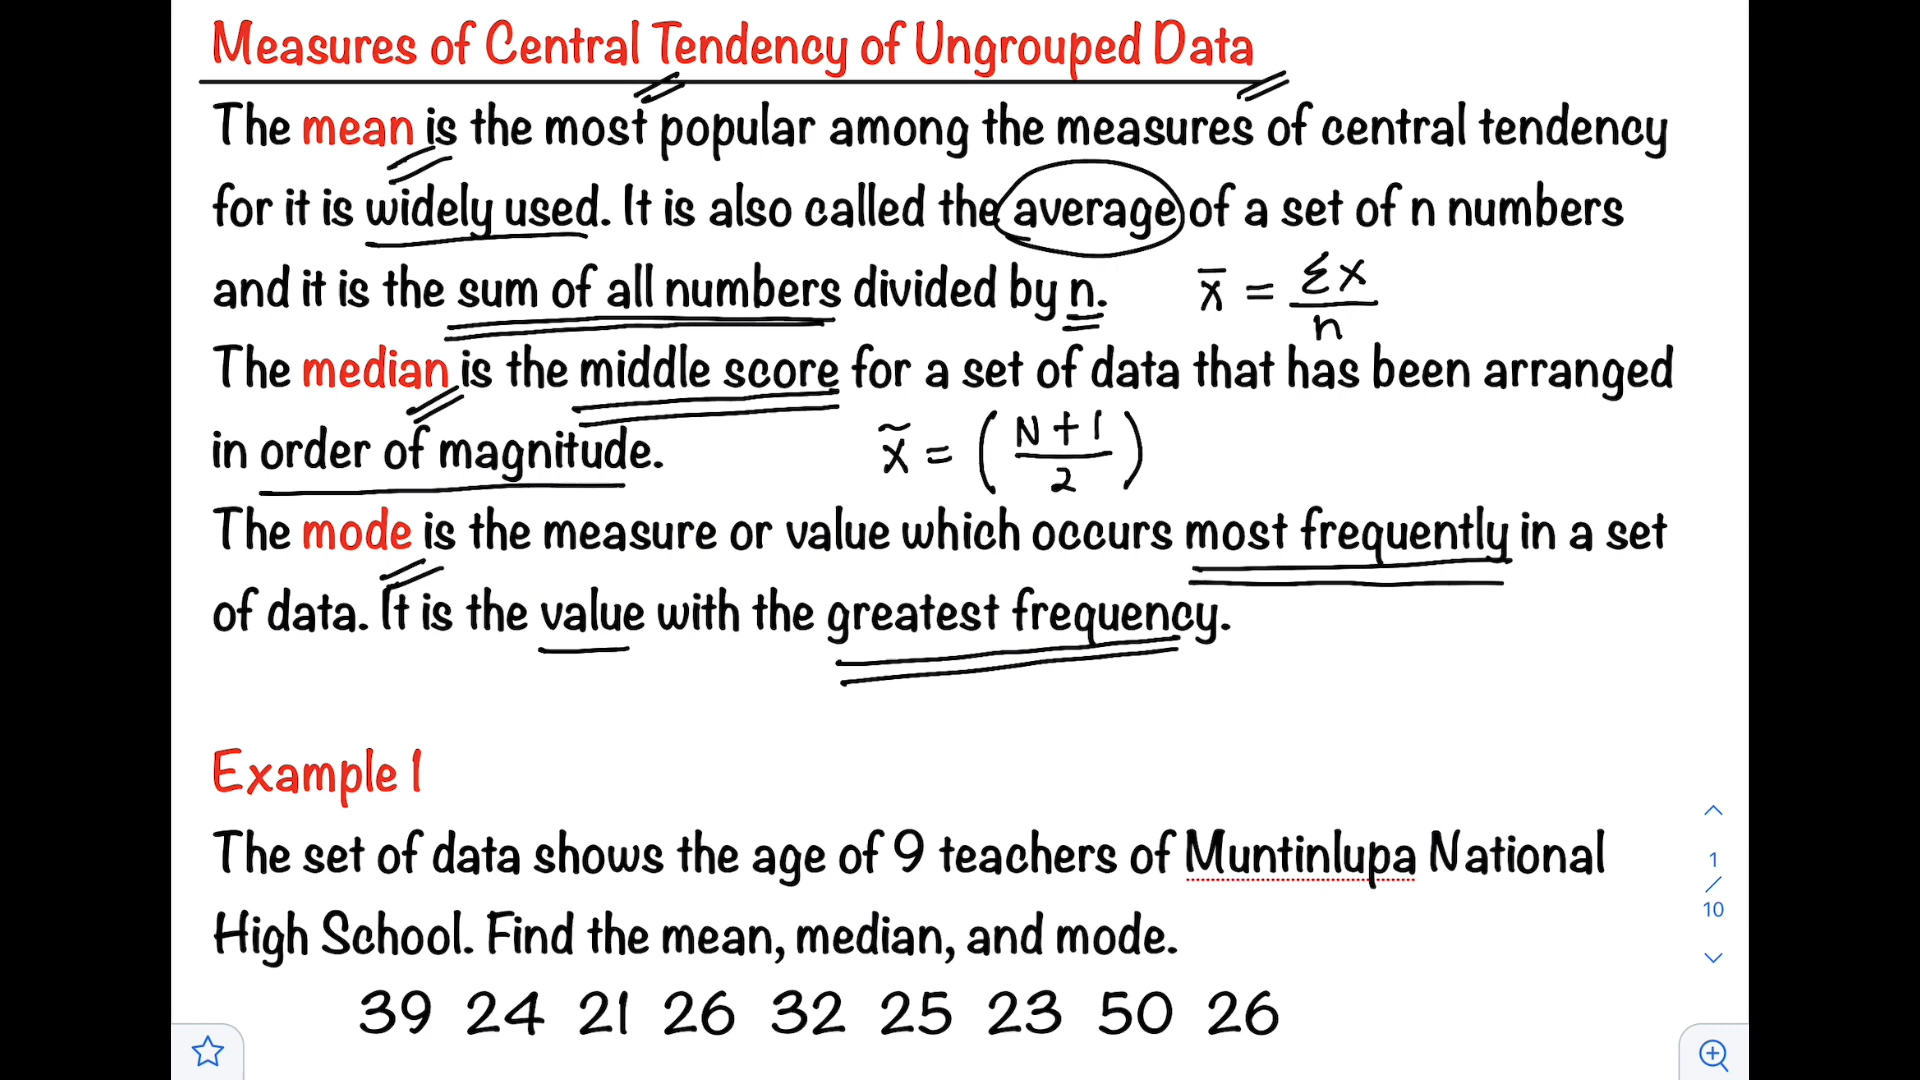 Measures of Central Tendency of Ungrouped Data
The mean is the most popular among the measures of central tendency
for it is widely used. It is also called the average of a set of n numbers
and it is the sum of all numbers divided by n. x̄ = Σx / n
The median is the middle score for a set of data that has been arranged
in order of magnitude. x̃ = (N+1 / 2)
The mode is the measure or value which occurs most frequently in a set
of data. It is the value with the greatest frequency.
Example 1
The set of data shows the age of 9 teachers of Muntinlupa National
High School. Find the mean, median, and mode.
39 24 21 26 32 25 23 50 26
1
/
10